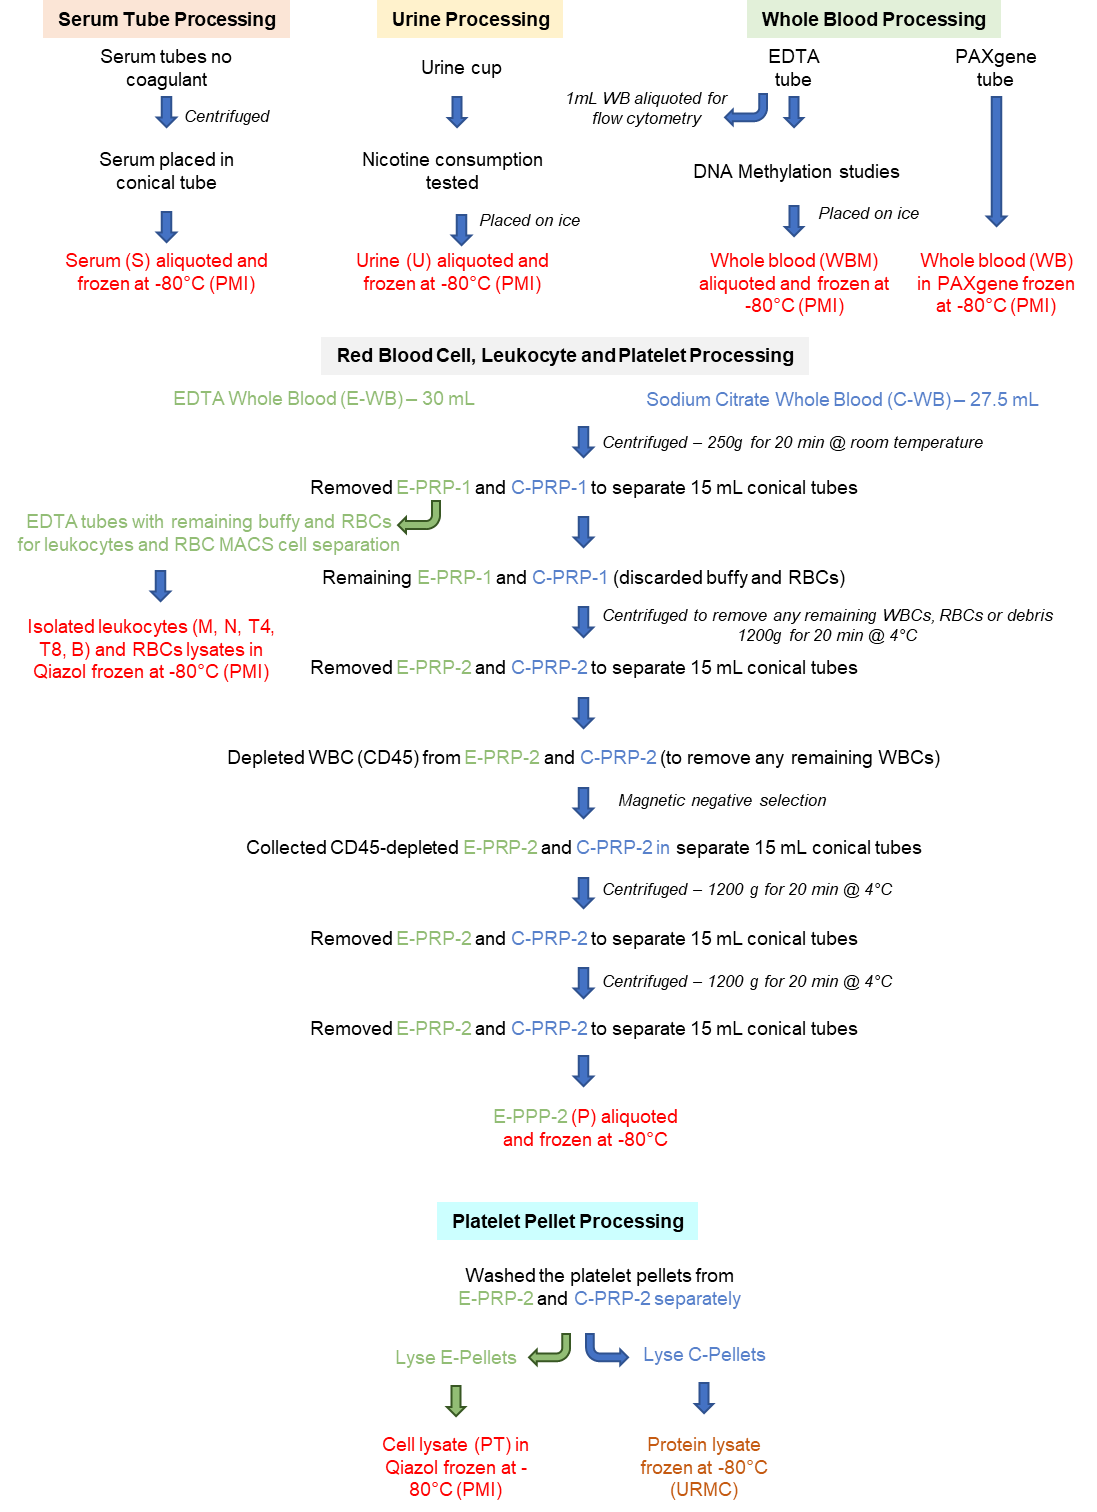 Serum Tube Processing
Urine Processing
Whole Blood Processing
Serum tubes no
coagulant
Urine cup
EDTA
tube
PAXgene
tube
Centrifuged
1mL WB aliquoted for
flow cytometry
Serum placed in
conical tube
Nicotine consumption
tested
DNA Methylation studies
Placed on ice
Placed on ice
Serum (S) aliquoted and
frozen at -80°C (PMI)
Urine (U) aliquoted and
frozen at -80°C (PMI)
Whole blood (WBM)
aliquoted and frozen at
-80°C (PMI)
Whole blood (WB)
in PAXgene frozen
at -80°C (PMI)
Red Blood Cell, Leukocyte and Platelet Processing
EDTA Whole Blood (E-WB) – 30 mL
Sodium Citrate Whole Blood (C-WB) – 27.5 mL
Centrifuged – 250g for 20 min @ room temperature
Removed E-PRP-1 and C-PRP-1 to separate 15 mL conical tubes
EDTA tubes with remaining buffy and RBCs
for leukocytes and RBC MACS cell separation
Remaining E-PRP-1 and C-PRP-1 (discarded buffy and RBCs)
Isolated leukocytes (M, N, T4,
T8, B) and RBCs lysates in
Qiazol frozen at -80°C (PMI)
Centrifuged to remove any remaining WBCs, RBCs or debris
1200g for 20 min @ 4°C
Removed E-PRP-2 and C-PRP-2 to separate 15 mL conical tubes
Depleted WBC (CD45) from E-PRP-2 and C-PRP-2 (to remove any remaining WBCs)
Magnetic negative selection
Collected CD45-depleted E-PRP-2 and C-PRP-2 in separate 15 mL conical tubes
Centrifuged – 1200 g for 20 min @ 4°C
Removed E-PRP-2 and C-PRP-2 to separate 15 mL conical tubes
Centrifuged – 1200 g for 20 min @ 4°C
Removed E-PRP-2 and C-PRP-2 to separate 15 mL conical tubes
E-PPP-2 (P) aliquoted
and frozen at -80°C
Platelet Pellet Processing
Washed the platelet pellets from
E-PRP-2 and C-PRP-2 separately
Lyse E-Pellets
Lyse C-Pellets
Cell lysate (PT) in
Qiazol frozen at -
80°C (PMI)
Protein lysate
frozen at -80°C
(URMC)